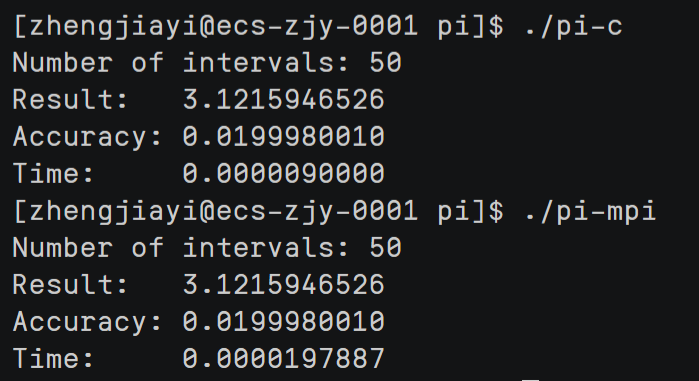 [zhengjiayi@ecs-zjy-0001 pi]$ ./pi-c
Number of intervals: 50
Result:   3.1215946526
Accuracy: 0.0199980010
Time:     0.0000090000
[zhengjiayi@ecs-zjy-0001 pi]$ ./pi-mpi
Number of intervals: 50
Result:   3.1215946526
Accuracy: 0.0199980010
Time:     0.0000197887